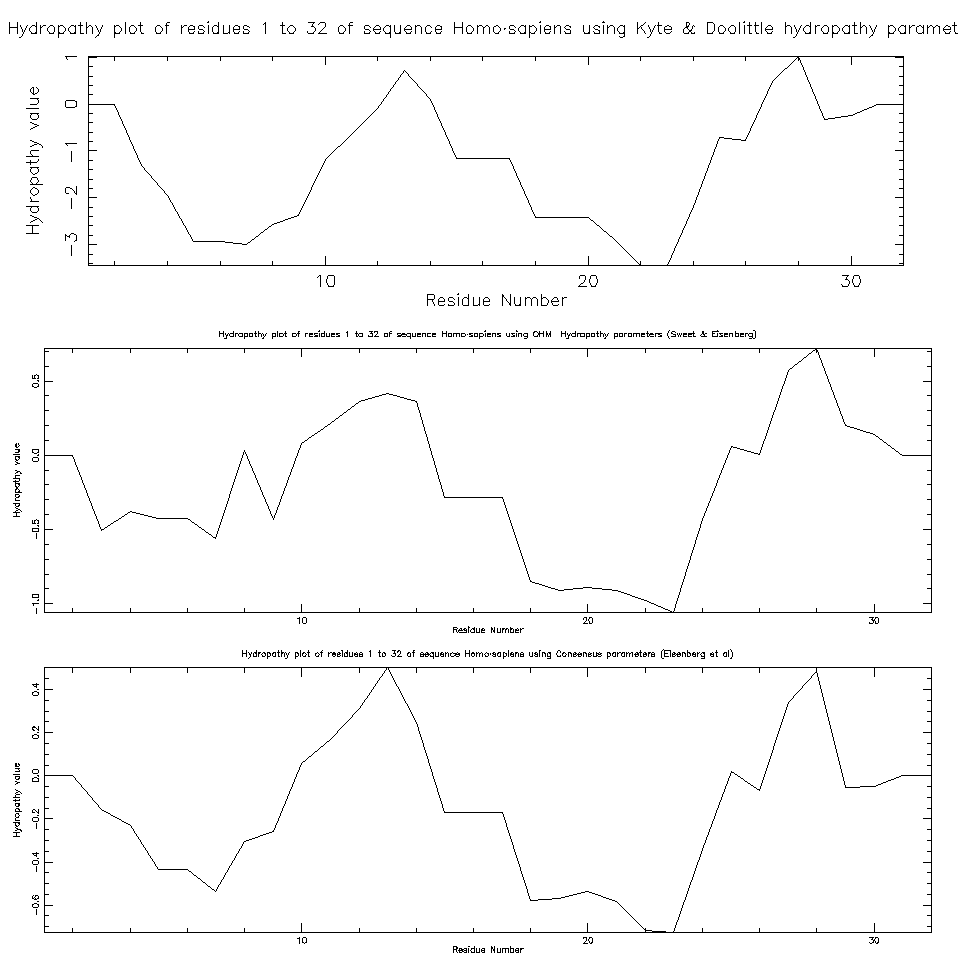 Hydropathy plot of residues 1 to 32 of sequence Homo-sapiens using Kyte & Doolittle hydropathy paramet
1
0
-1
-2
-3
Hydropathy value
10 20 30
Residue Number
Hydropathy plot of residues 1 to 32 of sequence Homo-sapiens using OHM Hydropathy parameters (Sweet & Eisenberg)
0.5
0.0
-0.5
-1.0
Hydropathy value
10 20 30
Residue Number
Hydropathy plot of residues 1 to 32 of sequence Homo-sapiens using Consensus parameters (Eisenberg et al)
0.4
0.2
0.0
-0.2
-0.4
-0.6
Hydropathy value
10 20 30
Residue Number